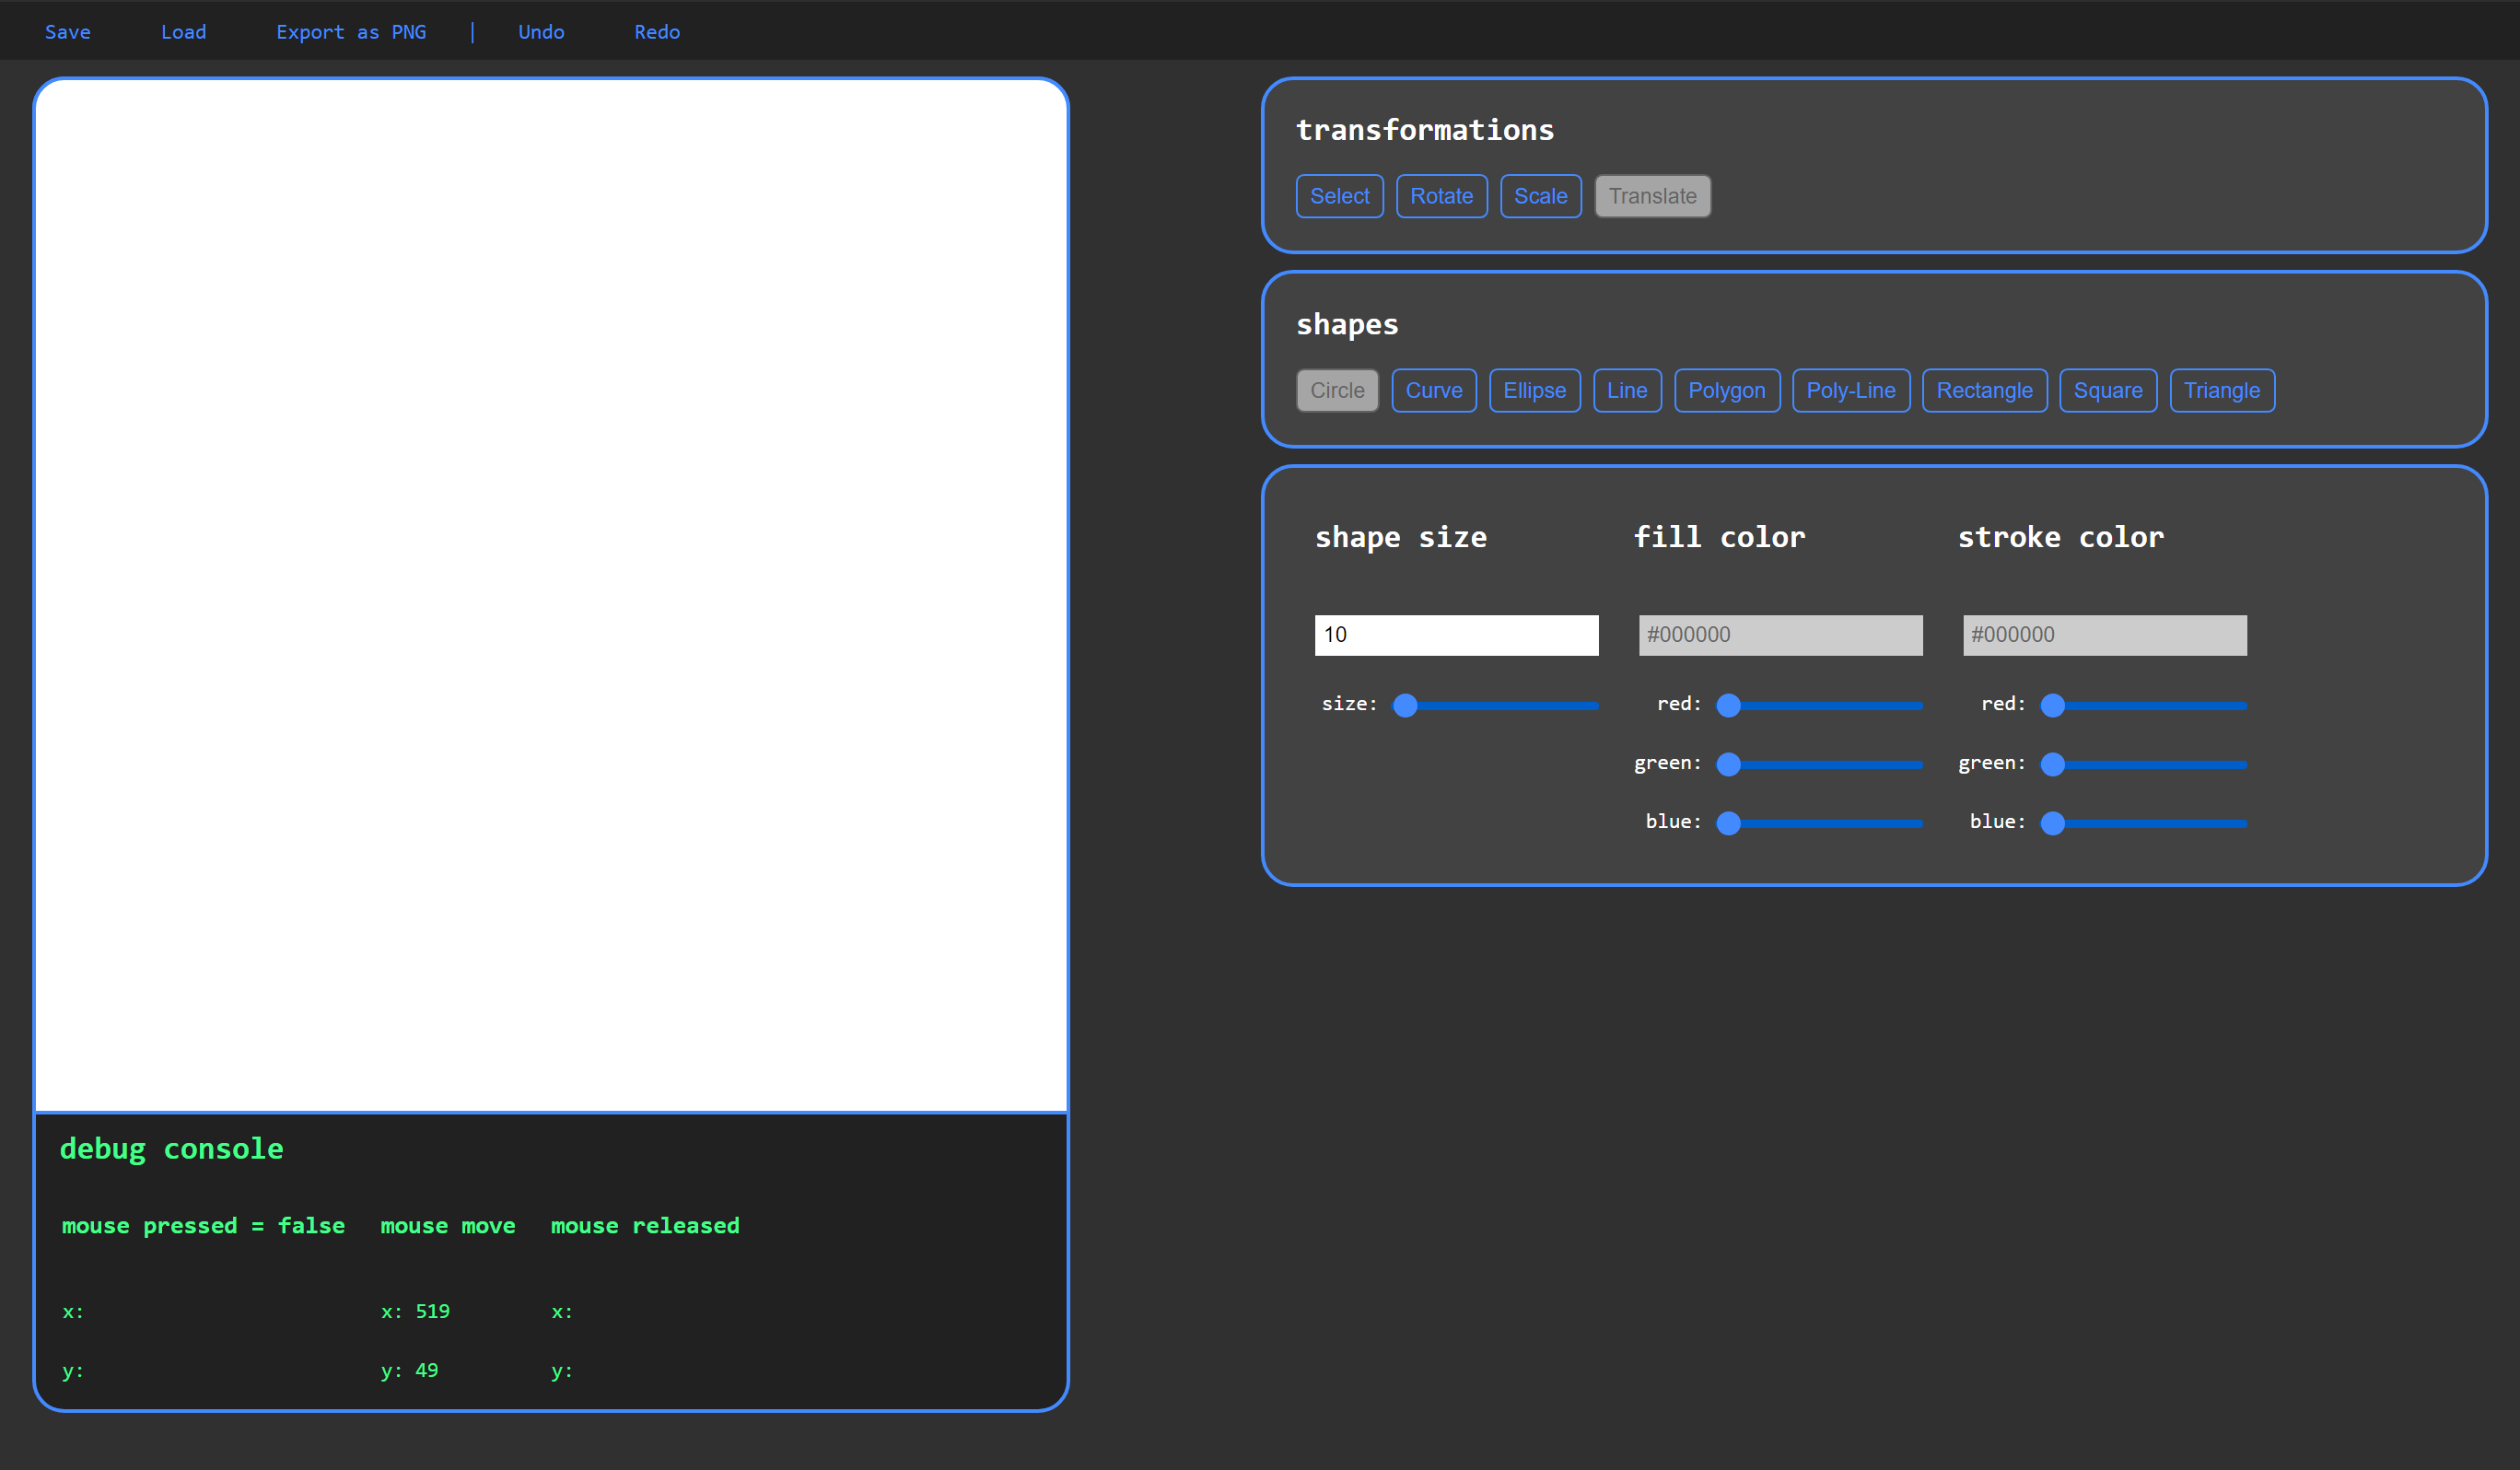 Save Load Export as PNG | Undo Redo
transformations
Select Rotate Scale Translate
shapes
Circle Curve Ellipse Line Polygon Poly-Line Rectangle Square Triangle
shape size fill color stroke color
10 #000000 #000000
size: red: red:
green: green:
blue: blue:
debug console
mouse pressed = false mouse move mouse released
x: x: 519 x:
y: y: 49 y: